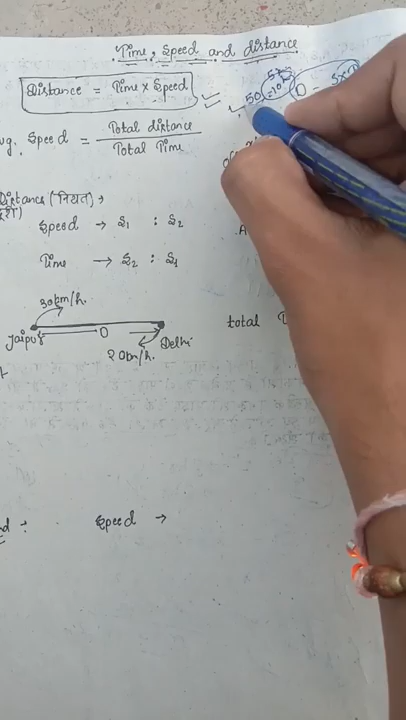 Time, Speed and distance
Distance = Time × Speed
50
D =
Speed = Total distance
Total Time
Distance (नियत) →
Speed → S₁ : S₂
Time → S₂ : S₁
30km/h.
Jaipur D Delhi
20km/h.
total
Speed →